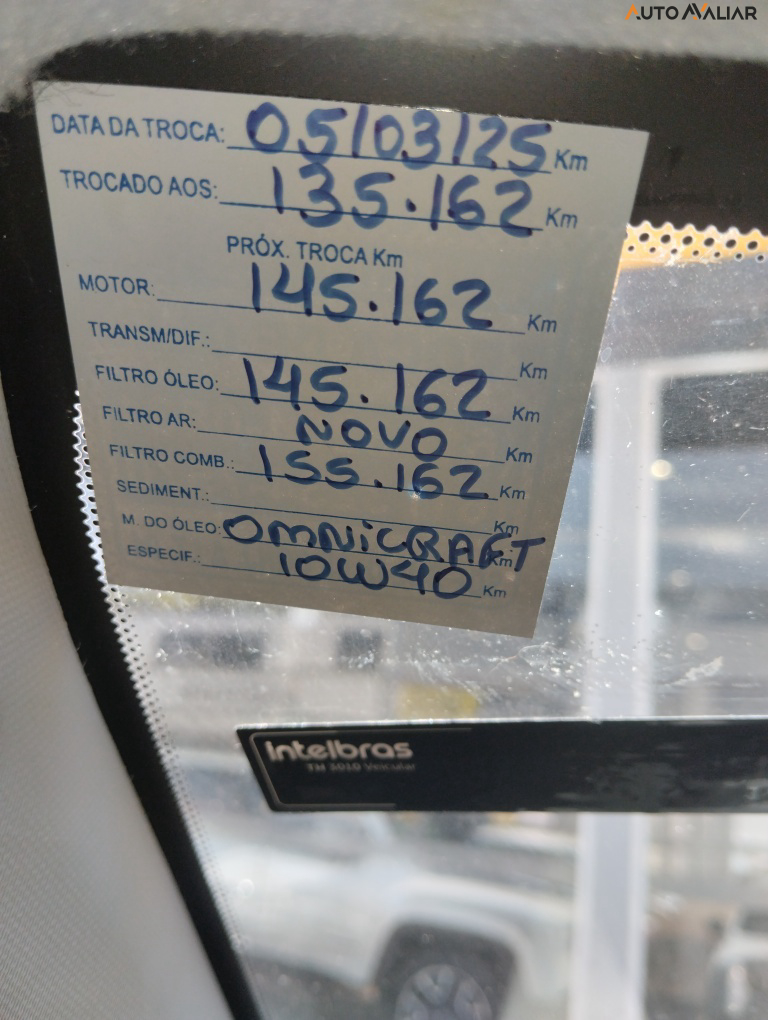 AUTOAVALIAR
DATA DA TROCA: 05/03/25 Km
TROCADO AOS: 135.162 Km
PRÓX. TROCA Km
MOTOR: 145.162 Km
TRANSM/DIF.: Km
FILTRO ÓLEO: 145.162 Km
FILTRO AR: NOVO Km
FILTRO COMB.: 155.162 Km
SEDIMENT.: Km
M. DO ÓLEO: OMNICRAFT Km
ESPECIF.: 10W40 Km
Intelbras
TM 5010 Veicular